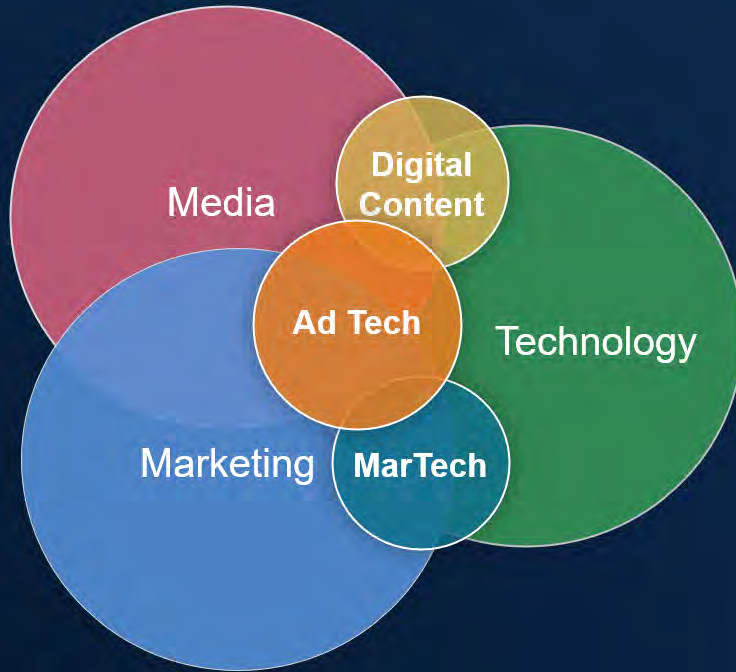 Digital
Content
Media
Ad Tech
Technology
Marketing
MarTech